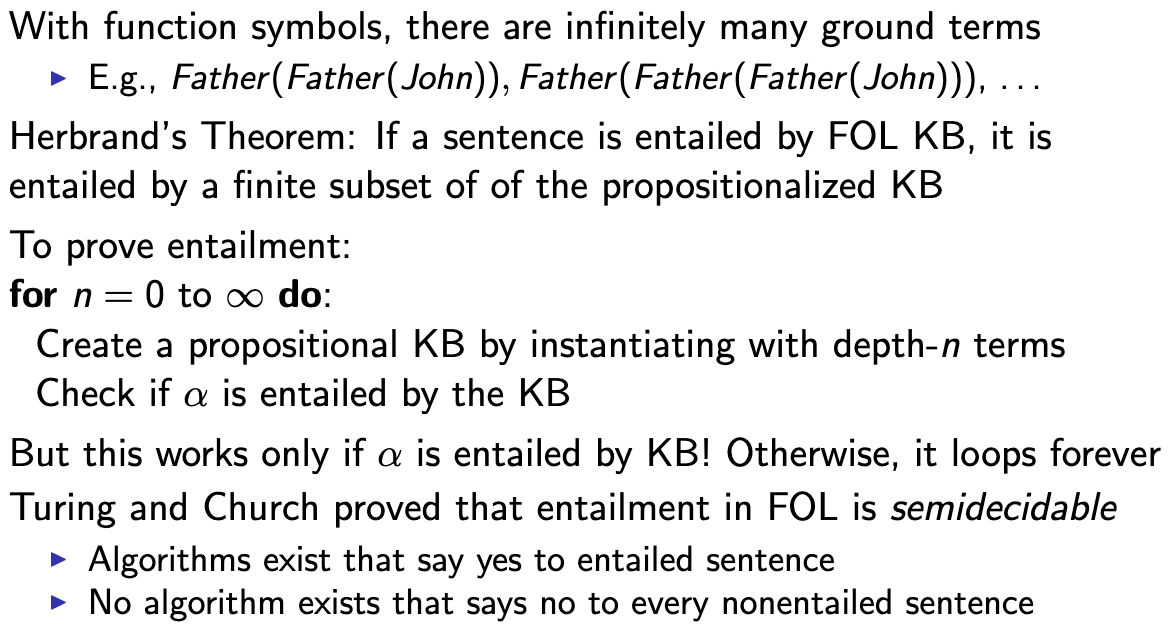 With function symbols, there are infinitely many ground terms
▶ E.g., Father(Father(John)), Father(Father(Father(John))), ...
Herbrand's Theorem: If a sentence is entailed by FOL KB, it is
entailed by a finite subset of of the propositionalized KB
To prove entailment:
for n = 0 to ∞ do:
Create a propositional KB by instantiating with depth-n terms
Check if α is entailed by the KB
But this works only if α is entailed by KB! Otherwise, it loops forever
Turing and Church proved that entailment in FOL is semidecidable
▶ Algorithms exist that say yes to entailed sentence
▶ No algorithm exists that says no to every nonentailed sentence